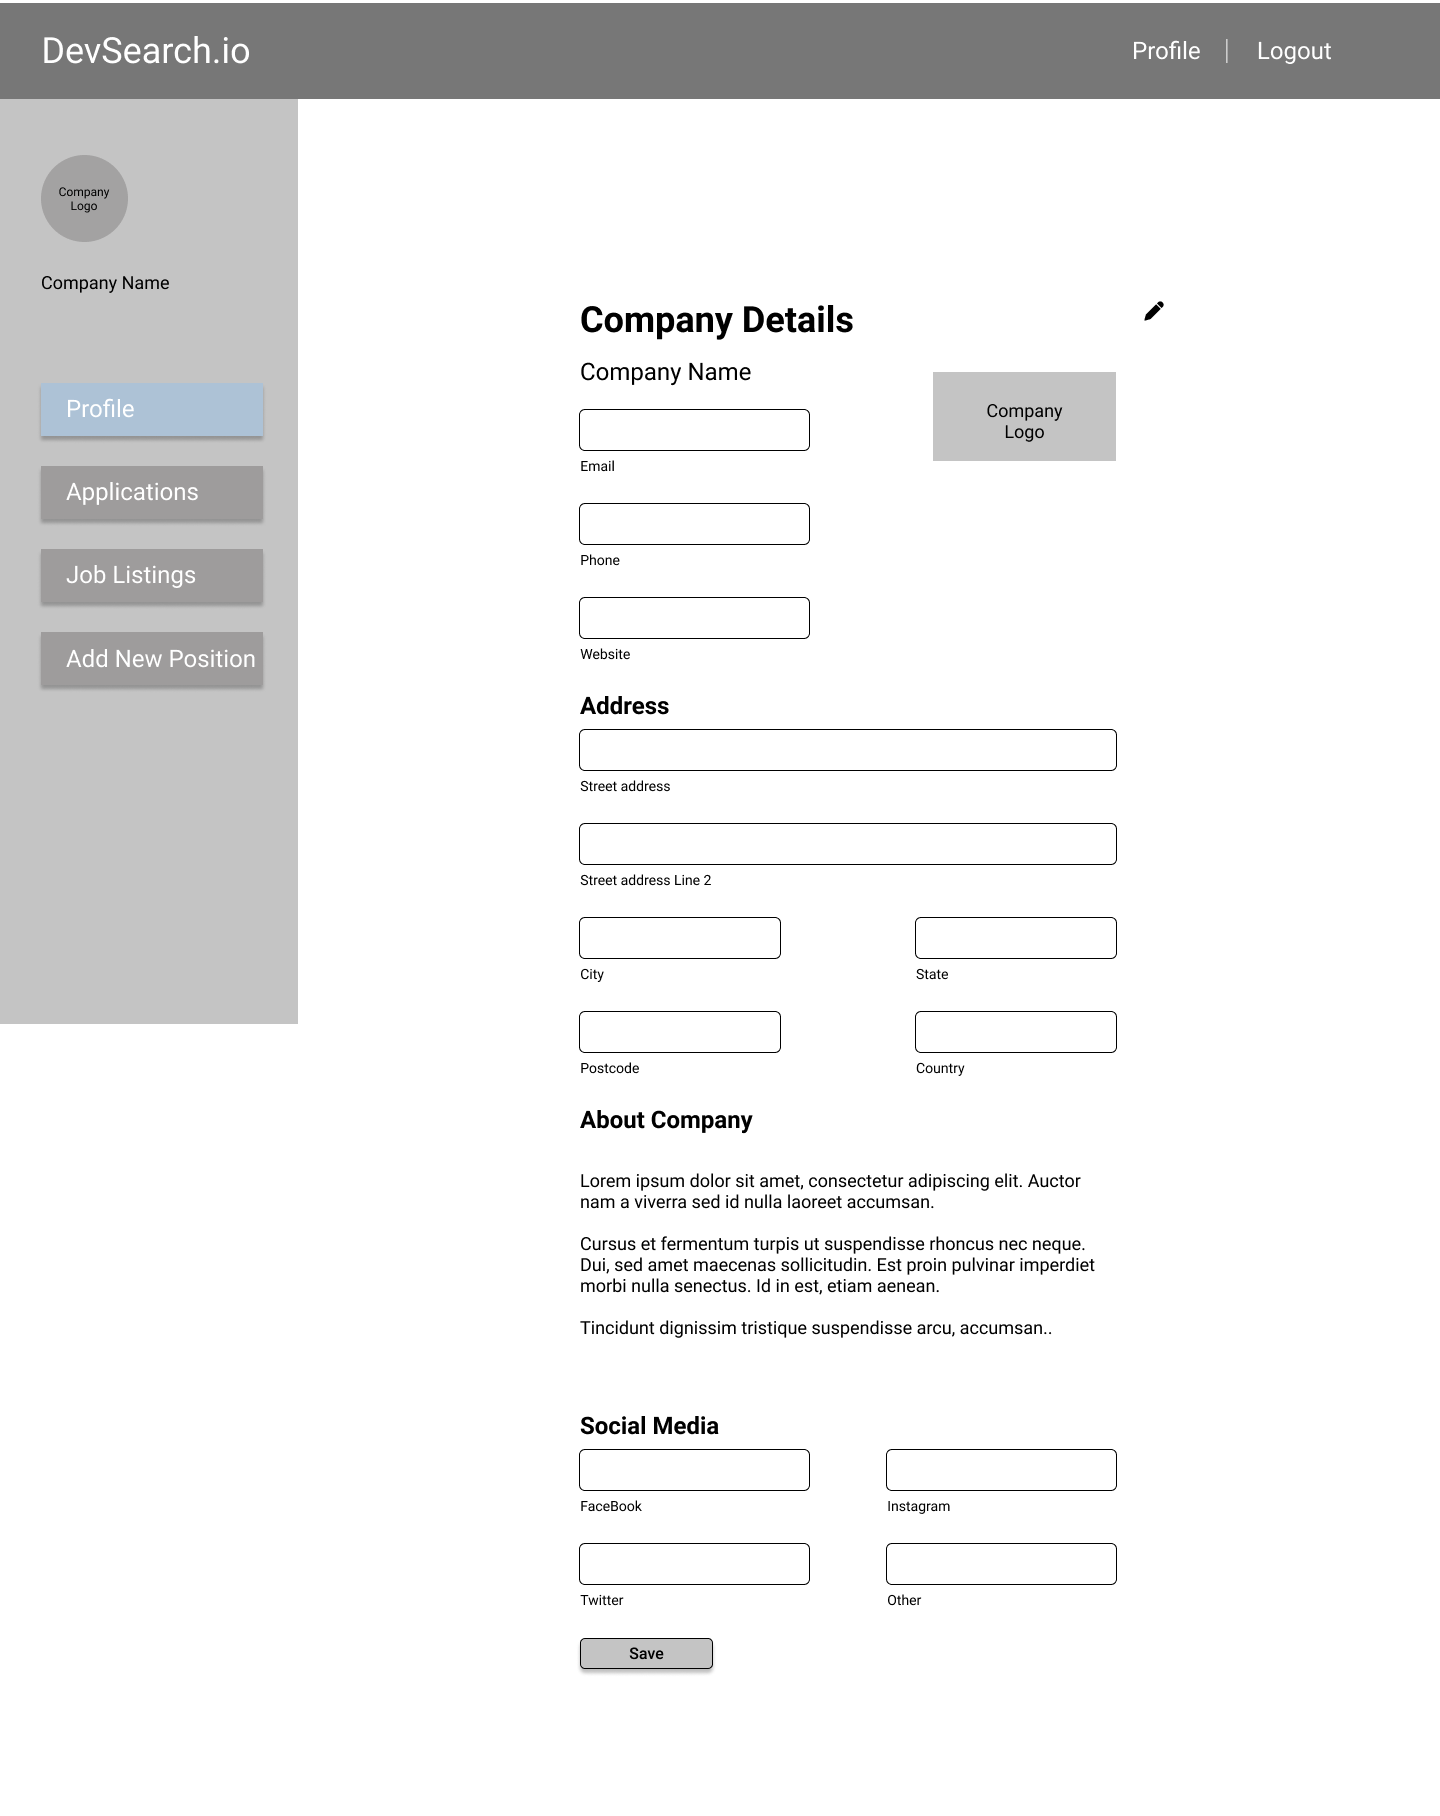 DevSearch.io
Profile
Logout
Company
Logo
Company Name
Profile
Applications
Job Listings
Add New Position
Company Details
Company Name
Company
Logo
Email
Phone
Website
Address
Street address
Street address Line 2
City
State
Postcode
Country
About Company
Lorem ipsum dolor sit amet, consectetur adipiscing elit. Auctor
nam a viverra sed id nulla laoreet accumsan.
Cursus et fermentum turpis ut suspendisse rhoncus nec neque.
Dui, sed amet maecenas sollicitudin. Est proin pulvinar imperdiet
morbi nulla senectus. Id in est, etiam aenean.
Tincidunt dignissim tristique suspendisse arcu, accumsan..
Social Media
FaceBook
Instagram
Twitter
Other
Save